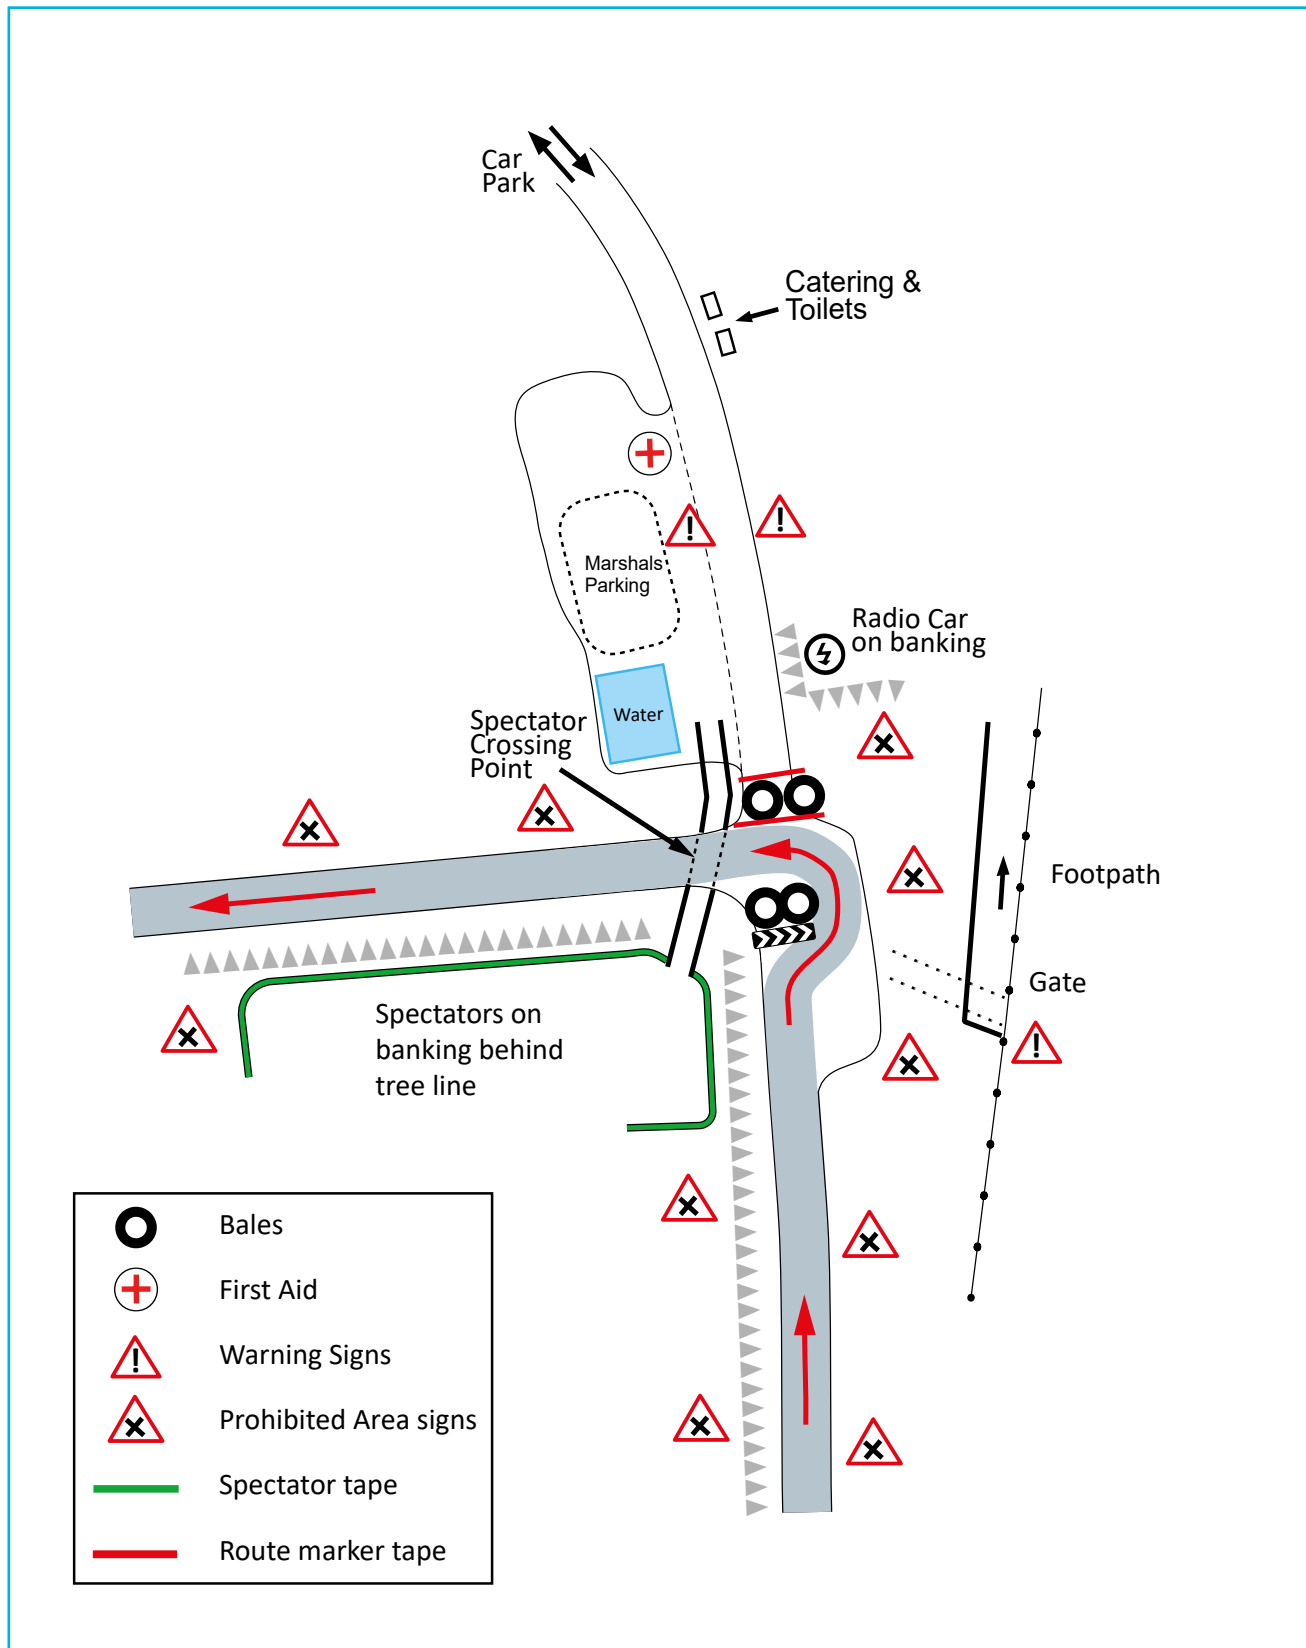 Car
Park
Catering &
Toilets
Marshals
Parking
Radio Car
on banking
Water
Spectator
Crossing
Point
Footpath
Gate
Spectators on
banking behind
tree line
Bales
First Aid
Warning Signs
Prohibited Area signs
Spectator tape
Route marker tape